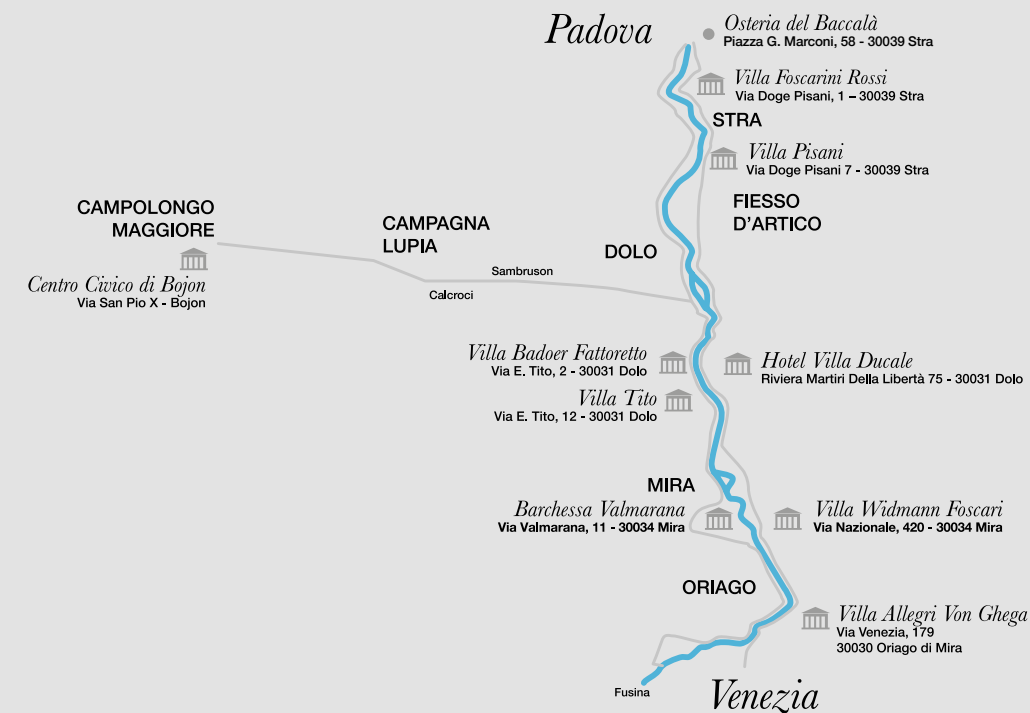 Padova
Osteria del Baccalà
Piazza G. Marconi, 58 - 30039 Stra
Villa Foscarini Rossi
Via Doge Pisani, 1 – 30039 Stra
STRA
Villa Pisani
Via Doge Pisani 7 - 30039 Stra
FIESSO
D'ARTICO
CAMPOLONGO
MAGGIORE
CAMPAGNA
LUPIA
DOLO
Centro Civico di Bojon
Via San Pio X - Bojon
Sambruson
Calcroci
Villa Badoer Fattoretto
Via E. Tito, 2 - 30031 Dolo
Hotel Villa Ducale
Riviera Martiri Della Libertà 75 - 30031 Dolo
Villa Tito
Via E. Tito, 12 - 30031 Dolo
MIRA
Barchessa Valmarana
Via Valmarana, 11 - 30034 Mira
Villa Widmann Foscari
Via Nazionale, 420 - 30034 Mira
ORIAGO
Villa Allegri Von Ghega
Via Venezia, 179
30030 Oriago di Mira
Fusina
Venezia